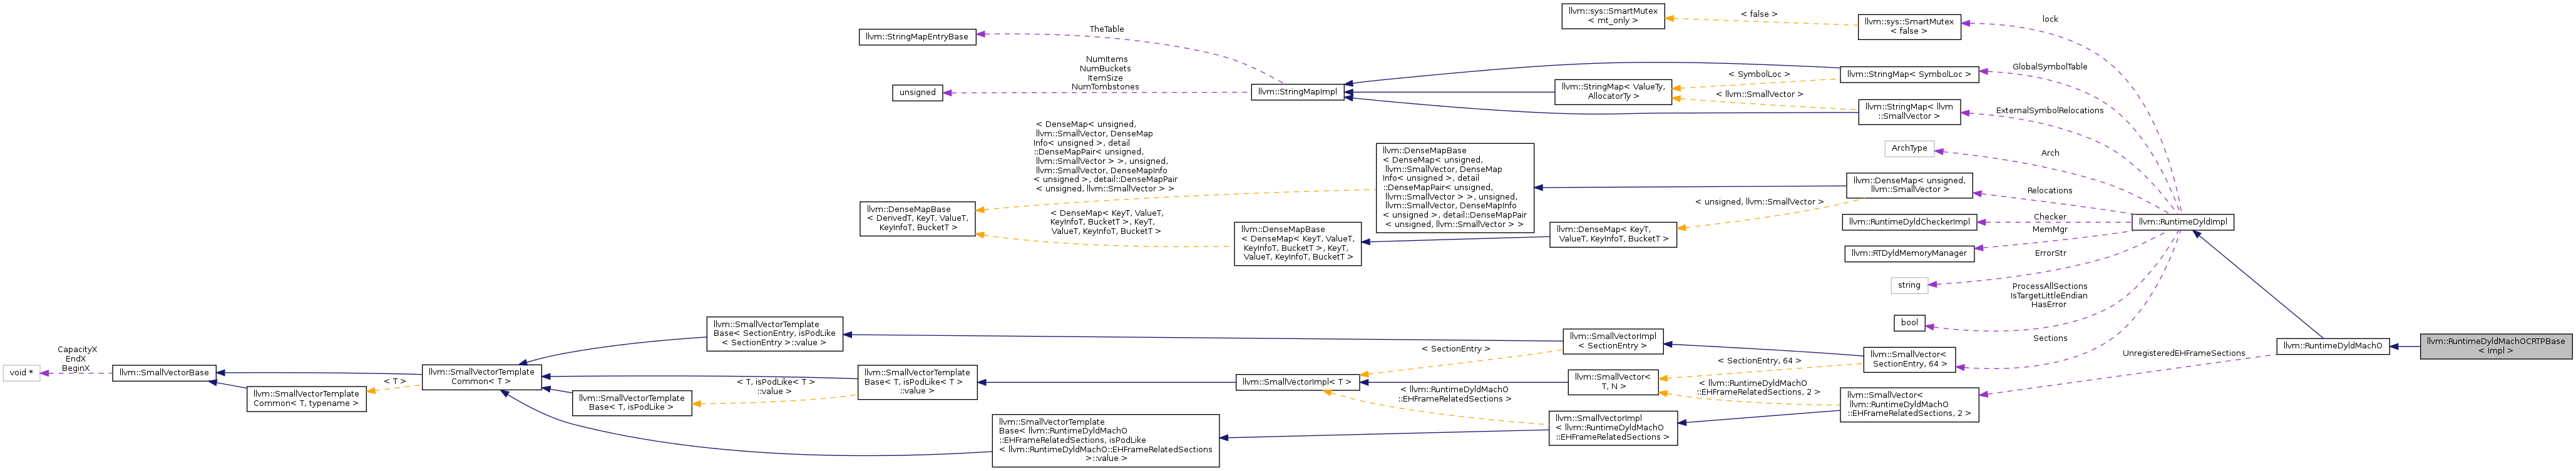 llvm::sys::SmartMutex
< mt_only >
< false >
llvm::sys::SmartMutex
< false >
lock
llvm::StringMapEntryBase
TheTable
unsigned
NumItems
NumBuckets
ItemSize
NumTombstones
llvm::StringMapImpl
llvm::StringMap< ValueTy,
AllocatorTy >
< SymbolLoc >
< llvm::SmallVector >
llvm::StringMap< SymbolLoc >
GlobalSymbolTable
llvm::StringMap< llvm
::SmallVector >
ExternalSymbolRelocations
ArchType
Arch
< DenseMap< unsigned,
llvm::SmallVector, DenseMap
Info< unsigned >, detail
::DenseMapPair< unsigned,
llvm::SmallVector > >, unsigned,
llvm::SmallVector, DenseMapInfo
< unsigned >, detail::DenseMapPair
< unsigned, llvm::SmallVector > >
llvm::DenseMapBase
< DenseMap< unsigned,
llvm::SmallVector, DenseMap
Info< unsigned >, detail
::DenseMapPair< unsigned,
llvm::SmallVector > >, unsigned,
llvm::SmallVector, DenseMapInfo
< unsigned >, detail::DenseMapPair
< unsigned, llvm::SmallVector > >
llvm::DenseMap< unsigned,
llvm::SmallVector >
Relocations
llvm::DenseMapBase
< DerivedT, KeyT, ValueT,
KeyInfoT, BucketT >
< DenseMap< KeyT, ValueT,
KeyInfoT, BucketT >, KeyT,
ValueT, KeyInfoT, BucketT >
llvm::DenseMapBase
< DenseMap< KeyT, ValueT,
KeyInfoT, BucketT >, KeyT,
ValueT, KeyInfoT, BucketT >
llvm::DenseMap< KeyT,
ValueT, KeyInfoT, BucketT >
< unsigned, llvm::SmallVector >
llvm::RuntimeDyldCheckerImpl
Checker
llvm::RuntimeDyldImpl
llvm::RTDyldMemoryManager
MemMgr
string
ErrorStr
bool
ProcessAllSections
IsTargetLittleEndian
HasError
Sections
llvm::RuntimeDyldMachO
llvm::RuntimeDyldMachOCRTPBase
< Impl >
UnregisteredEHFrameSections
llvm::SmallVectorTemplate
Base< SectionEntry, isPodLike
< SectionEntry >::value >
llvm::SmallVectorImpl
< SectionEntry >
< SectionEntry >
llvm::SmallVector<
SectionEntry, 64 >
< SectionEntry, 64 >
void *
CapacityX
EndX
BeginX
llvm::SmallVectorBase
llvm::SmallVectorTemplate
Common< T, typename >
< T >
llvm::SmallVectorTemplate
Common< T >
llvm::SmallVectorTemplate
Base< T, isPodLike >
< T, isPodLike< T >
::value >
llvm::SmallVectorTemplate
Base< T, isPodLike< T >
::value >
llvm::SmallVectorImpl< T >
llvm::SmallVector<
T, N >
< llvm::RuntimeDyldMachO
::EHFrameRelatedSections >
< llvm::RuntimeDyldMachO
::EHFrameRelatedSections, 2 >
llvm::SmallVector<
llvm::RuntimeDyldMachO
::EHFrameRelatedSections, 2 >
llvm::SmallVectorTemplate
Base< llvm::RuntimeDyldMachO
::EHFrameRelatedSections, isPodLike
< llvm::RuntimeDyldMachO::EHFrameRelatedSections
>::value >
llvm::SmallVectorImpl
< llvm::RuntimeDyldMachO
::EHFrameRelatedSections >